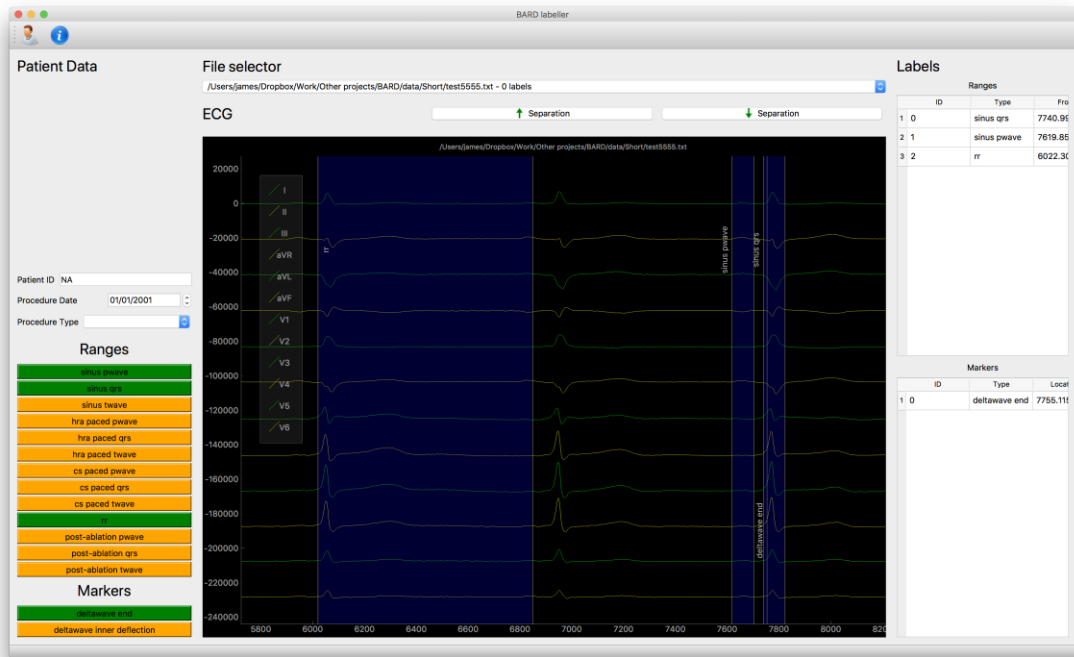 BARD labeller
Patient Data
Patient ID NA
Procedure Date 01/01/2001
Procedure Type
Ranges
sinus pwave
sinus qrs
sinus twave
hra paced pwave
hra paced qrs
hra paced twave
cs paced pwave
cs paced qrs
cs paced twave
rr
post-ablation pwave
post-ablation qrs
post-ablation twave
Markers
deltawave end
deltawave inner deflection
File selector
/Users/james/Dropbox/Work/Other projects/BARD/data/Short/test5555.txt - 0 labels
ECG
Separation
Separation
/Users/james/Dropbox/Work/Other projects/BARD/data/Short/test5555.txt
20000
0
-20000
-40000
-60000
-80000
-100000
-120000
-140000
-160000
-180000
-200000
-220000
-240000
I
II
III
aVR
aVL
aVF
V1
V2
V3
V4
V5
V6
rr
sinus pwave
sinus qrs
deltawave end
5800 6000 6200 6400 6600 6800 7000 7200 7400 7600 7800 8000 820
Labels
Ranges
ID Type Fro
1 0 sinus qrs 7740.99
2 1 sinus pwave 7619.85
3 2 rr 6022.30
Markers
ID Type Locat
1 0 deltawave end 7755.115